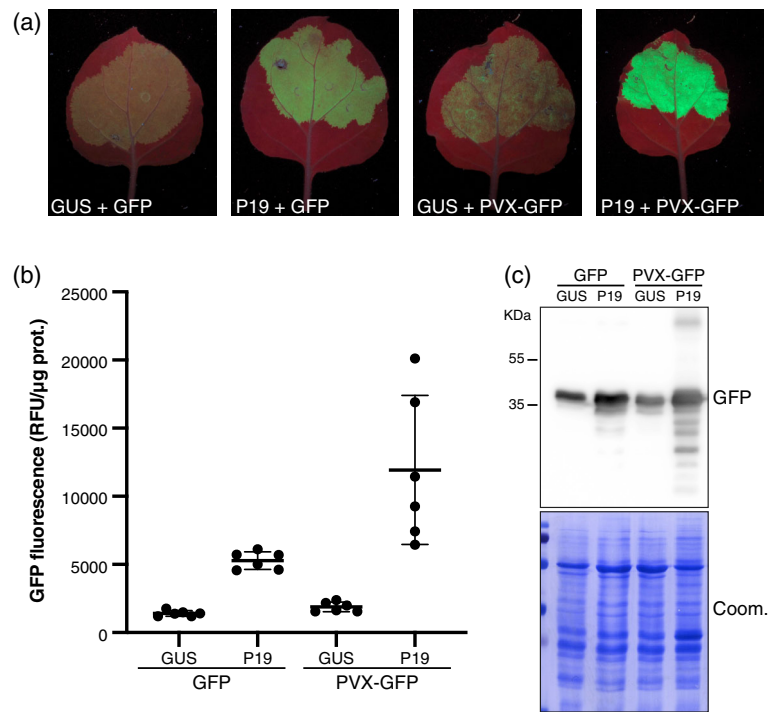 (a)
GUS + GFP
P19 + GFP
GUS + PVX-GFP
P19 + PVX-GFP
(b)
GFP fluorescence (RFU/µg prot.)
25000
20000
15000
10000
5000
0
GUS P19 GUS P19
GFP PVX-GFP
(c)
GFP PVX-GFP
KDa GUS P19 GUS P19
55
35
GFP
Coom.